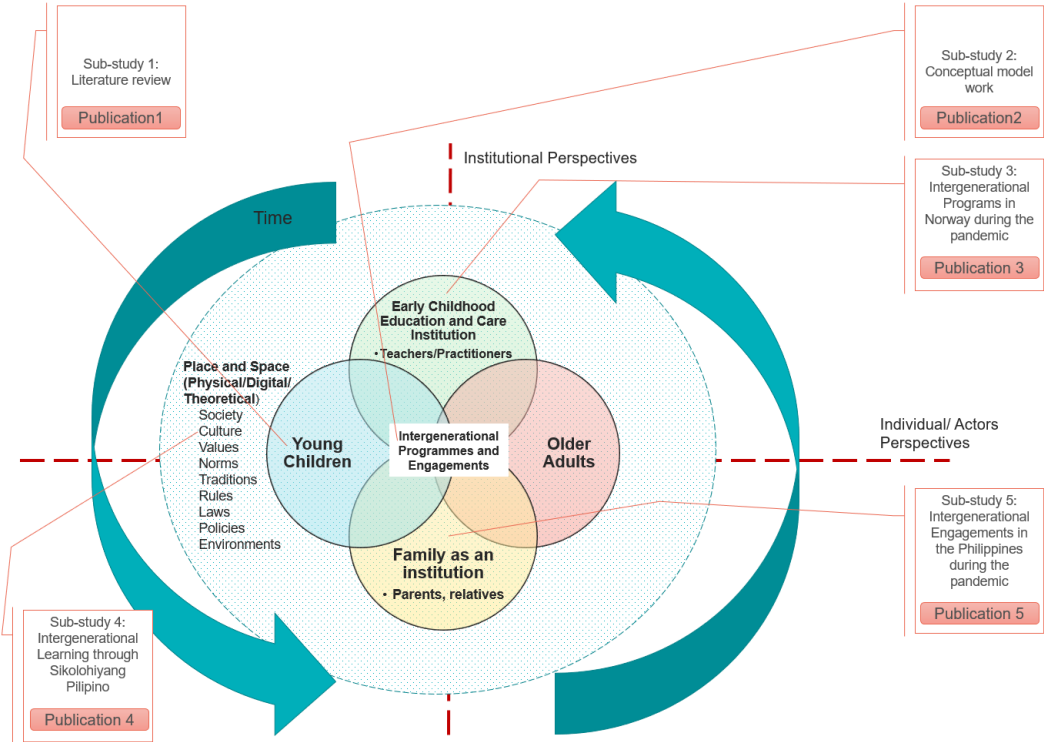 Sub-study 1:
Literature review
Publication1
Sub-study 2:
Conceptual model
work
Publication2
Institutional Perspectives
Sub-study 3:
Intergenerational
Programs in
Norway during the
pandemic
Publication 3
Time
Early Childhood
Education and Care
Institution
•Teachers/Practitioners
Place and Space
(Physical/Digital/
Theoretical)
Society
Culture
Values
Norms
Traditions
Rules
Laws
Policies
Environments
Young
Children
Intergenerational
Programmes and
Engagements
Older
Adults
Individual/ Actors
Perspectives
Family as an
institution
• Parents, relatives
Sub-study 5:
Intergenerational
Engagements in
the Philippines
during the
pandemic
Publication 5
Sub-study 4:
Intergenerational
Learning through
Sikolohiyang
Pilipino
Publication 4